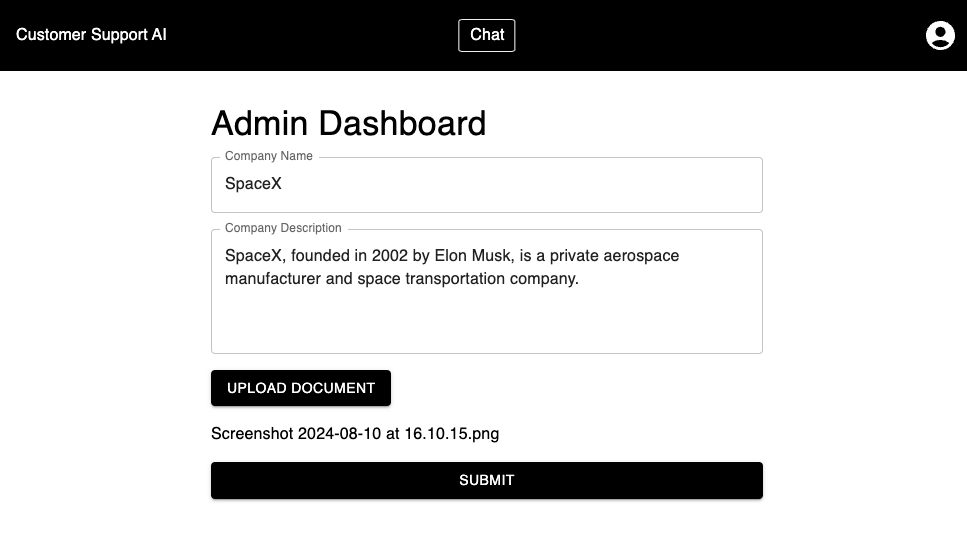 Customer Support AI
Chat
Admin Dashboard
Company Name
SpaceX
Company Description
SpaceX, founded in 2002 by Elon Musk, is a private aerospace
manufacturer and space transportation company.
UPLOAD DOCUMENT
Screenshot 2024-08-10 at 16.10.15.png
SUBMIT